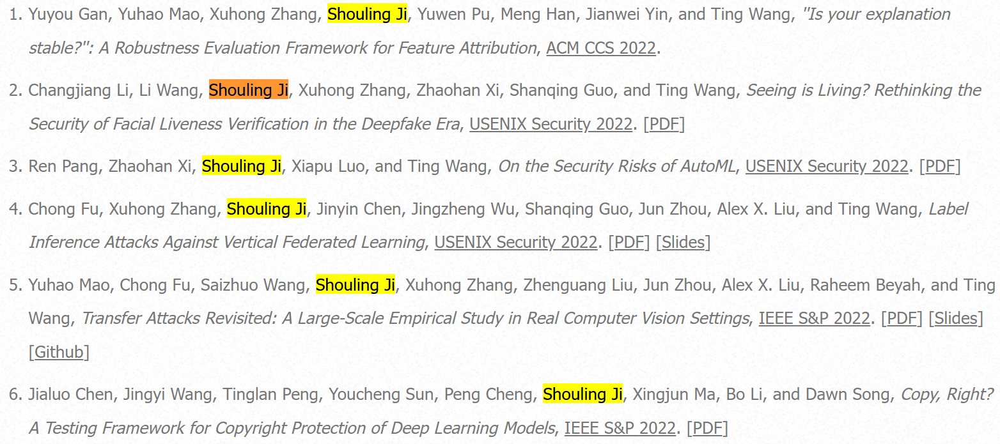 1. Yuyou Gan, Yuhao Mao, Xuhong Zhang, Shouling Ji, Yuwen Pu, Meng Han, Jianwei Yin, and Ting Wang, "Is your explanation
stable?": A Robustness Evaluation Framework for Feature Attribution, ACM CCS 2022.
2. Changjiang Li, Li Wang, Shouling Ji, Xuhong Zhang, Zhaohan Xi, Shanqing Guo, and Ting Wang, Seeing is Living? Rethinking the
Security of Facial Liveness Verification in the Deepfake Era, USENIX Security 2022. [PDF]
3. Ren Pang, Zhaohan Xi, Shouling Ji, Xiapu Luo, and Ting Wang, On the Security Risks of AutoML, USENIX Security 2022. [PDF]
4. Chong Fu, Xuhong Zhang, Shouling Ji, Jinyin Chen, Jingzheng Wu, Shanqing Guo, Jun Zhou, Alex X. Liu, and Ting Wang, Label
Inference Attacks Against Vertical Federated Learning, USENIX Security 2022. [PDF] [Slides]
5. Yuhao Mao, Chong Fu, Saizhuo Wang, Shouling Ji, Xuhong Zhang, Zhenguang Liu, Jun Zhou, Alex X. Liu, Raheem Beyah, and Ting
Wang, Transfer Attacks Revisited: A Large-Scale Empirical Study in Real Computer Vision Settings, IEEE S&P 2022. [PDF] [Slides]
[Github]
6. Jialuo Chen, Jingyi Wang, Tinglan Peng, Youcheng Sun, Peng Cheng, Shouling Ji, Xingjun Ma, Bo Li, and Dawn Song, Copy, Right?
A Testing Framework for Copyright Protection of Deep Learning Models, IEEE S&P 2022. [PDF]